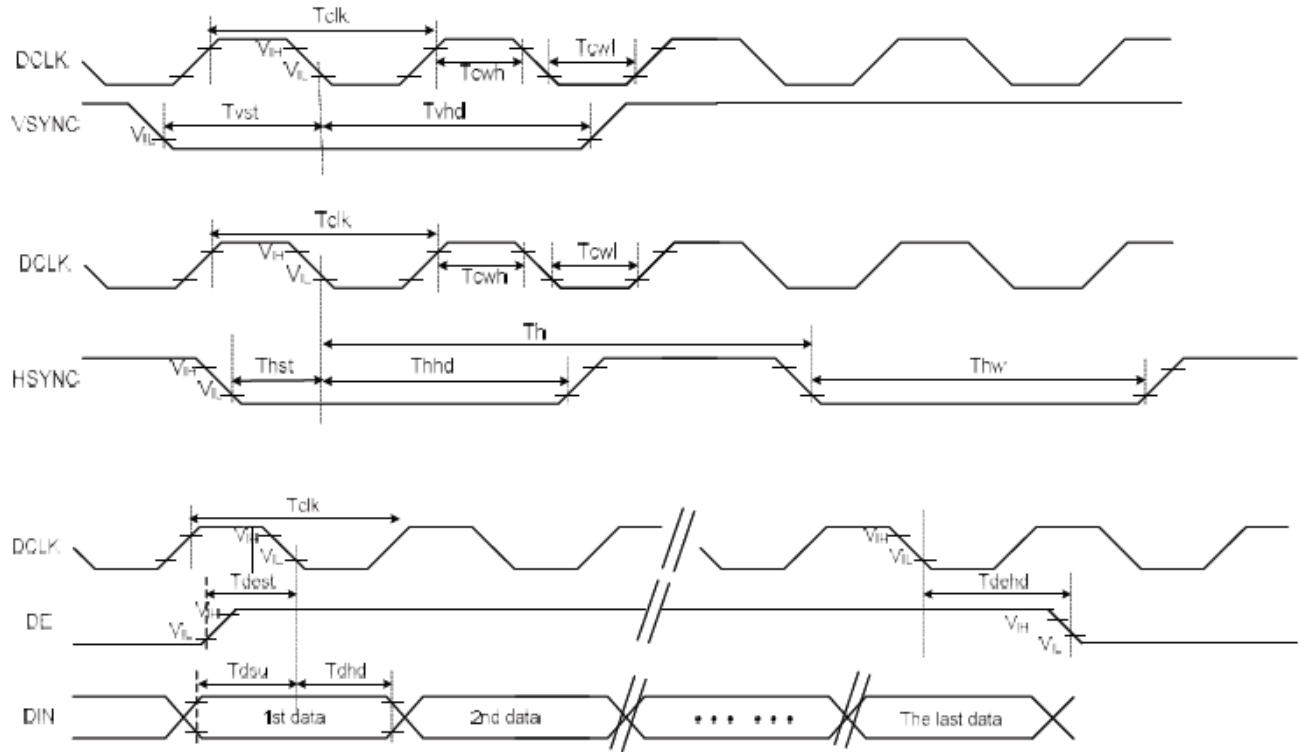 Tclk
DCLK
VIH
VIL
Tcwh
Tcwl
VSYNC
VIL
Tvst
Tvhd
Tclk
DCLK
VIH
VIL
Tcwh
Tcwl
Th
HSYNC
VIH
VIL
Thst
Thhd
Thw
Tclk
DCLK
VIH
VIL
VIH
VIL
Tdest
Tdehd
DE
VIH
VIL
VIH
VIL
Tdsu
Tdhd
DIN
1st data
2nd data
••• •••
The last data